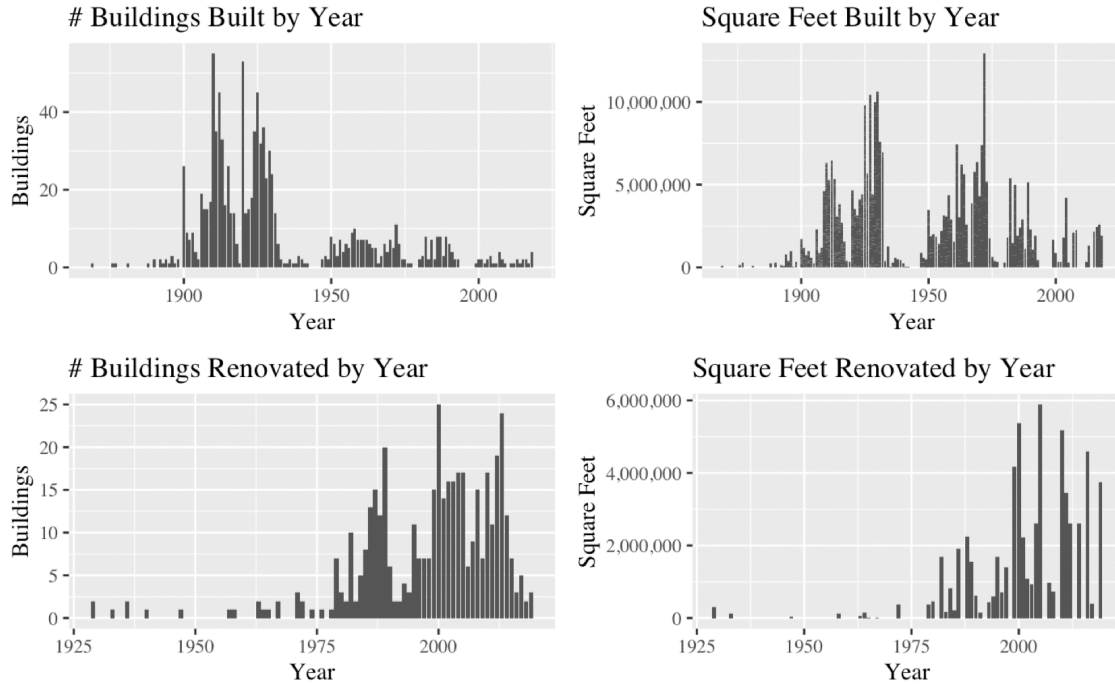 # Buildings Built by Year
Buildings
40
20
0
1900
1950
2000
Year
Square Feet Built by Year
Square Feet
10,000,000
5,000,000
0
1900
1950
2000
Year
# Buildings Renovated by Year
Buildings
25
20
15
10
5
0
1925
1950
1975
2000
Year
Square Feet Renovated by Year
Square Feet
6,000,000
4,000,000
2,000,000
0
1925
1950
1975
2000
Year